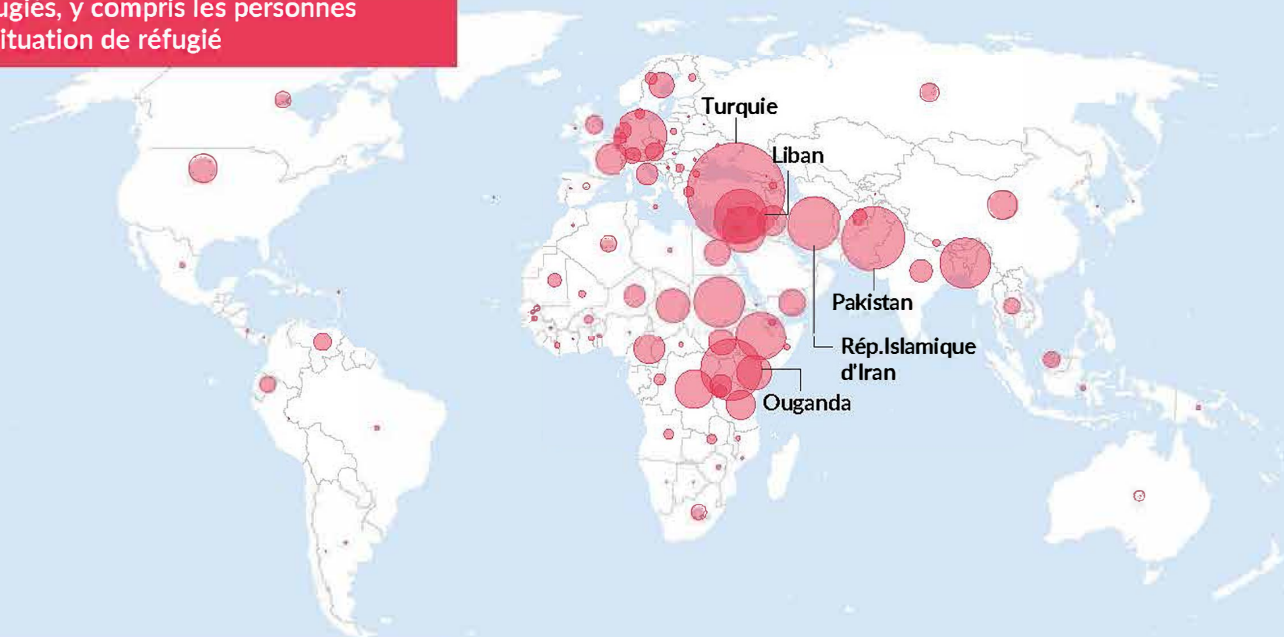 ugiés, y compris les personnes
ituation de réfugié
Turquie
Liban
Pakistan
Rép.Islamique
d'Iran
Ouganda